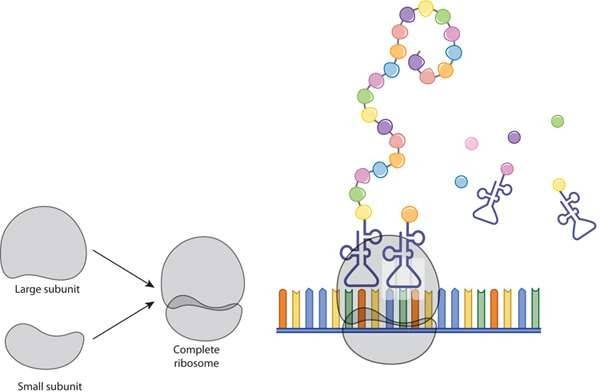 Large subunit
Small subunit
Complete
ribosome